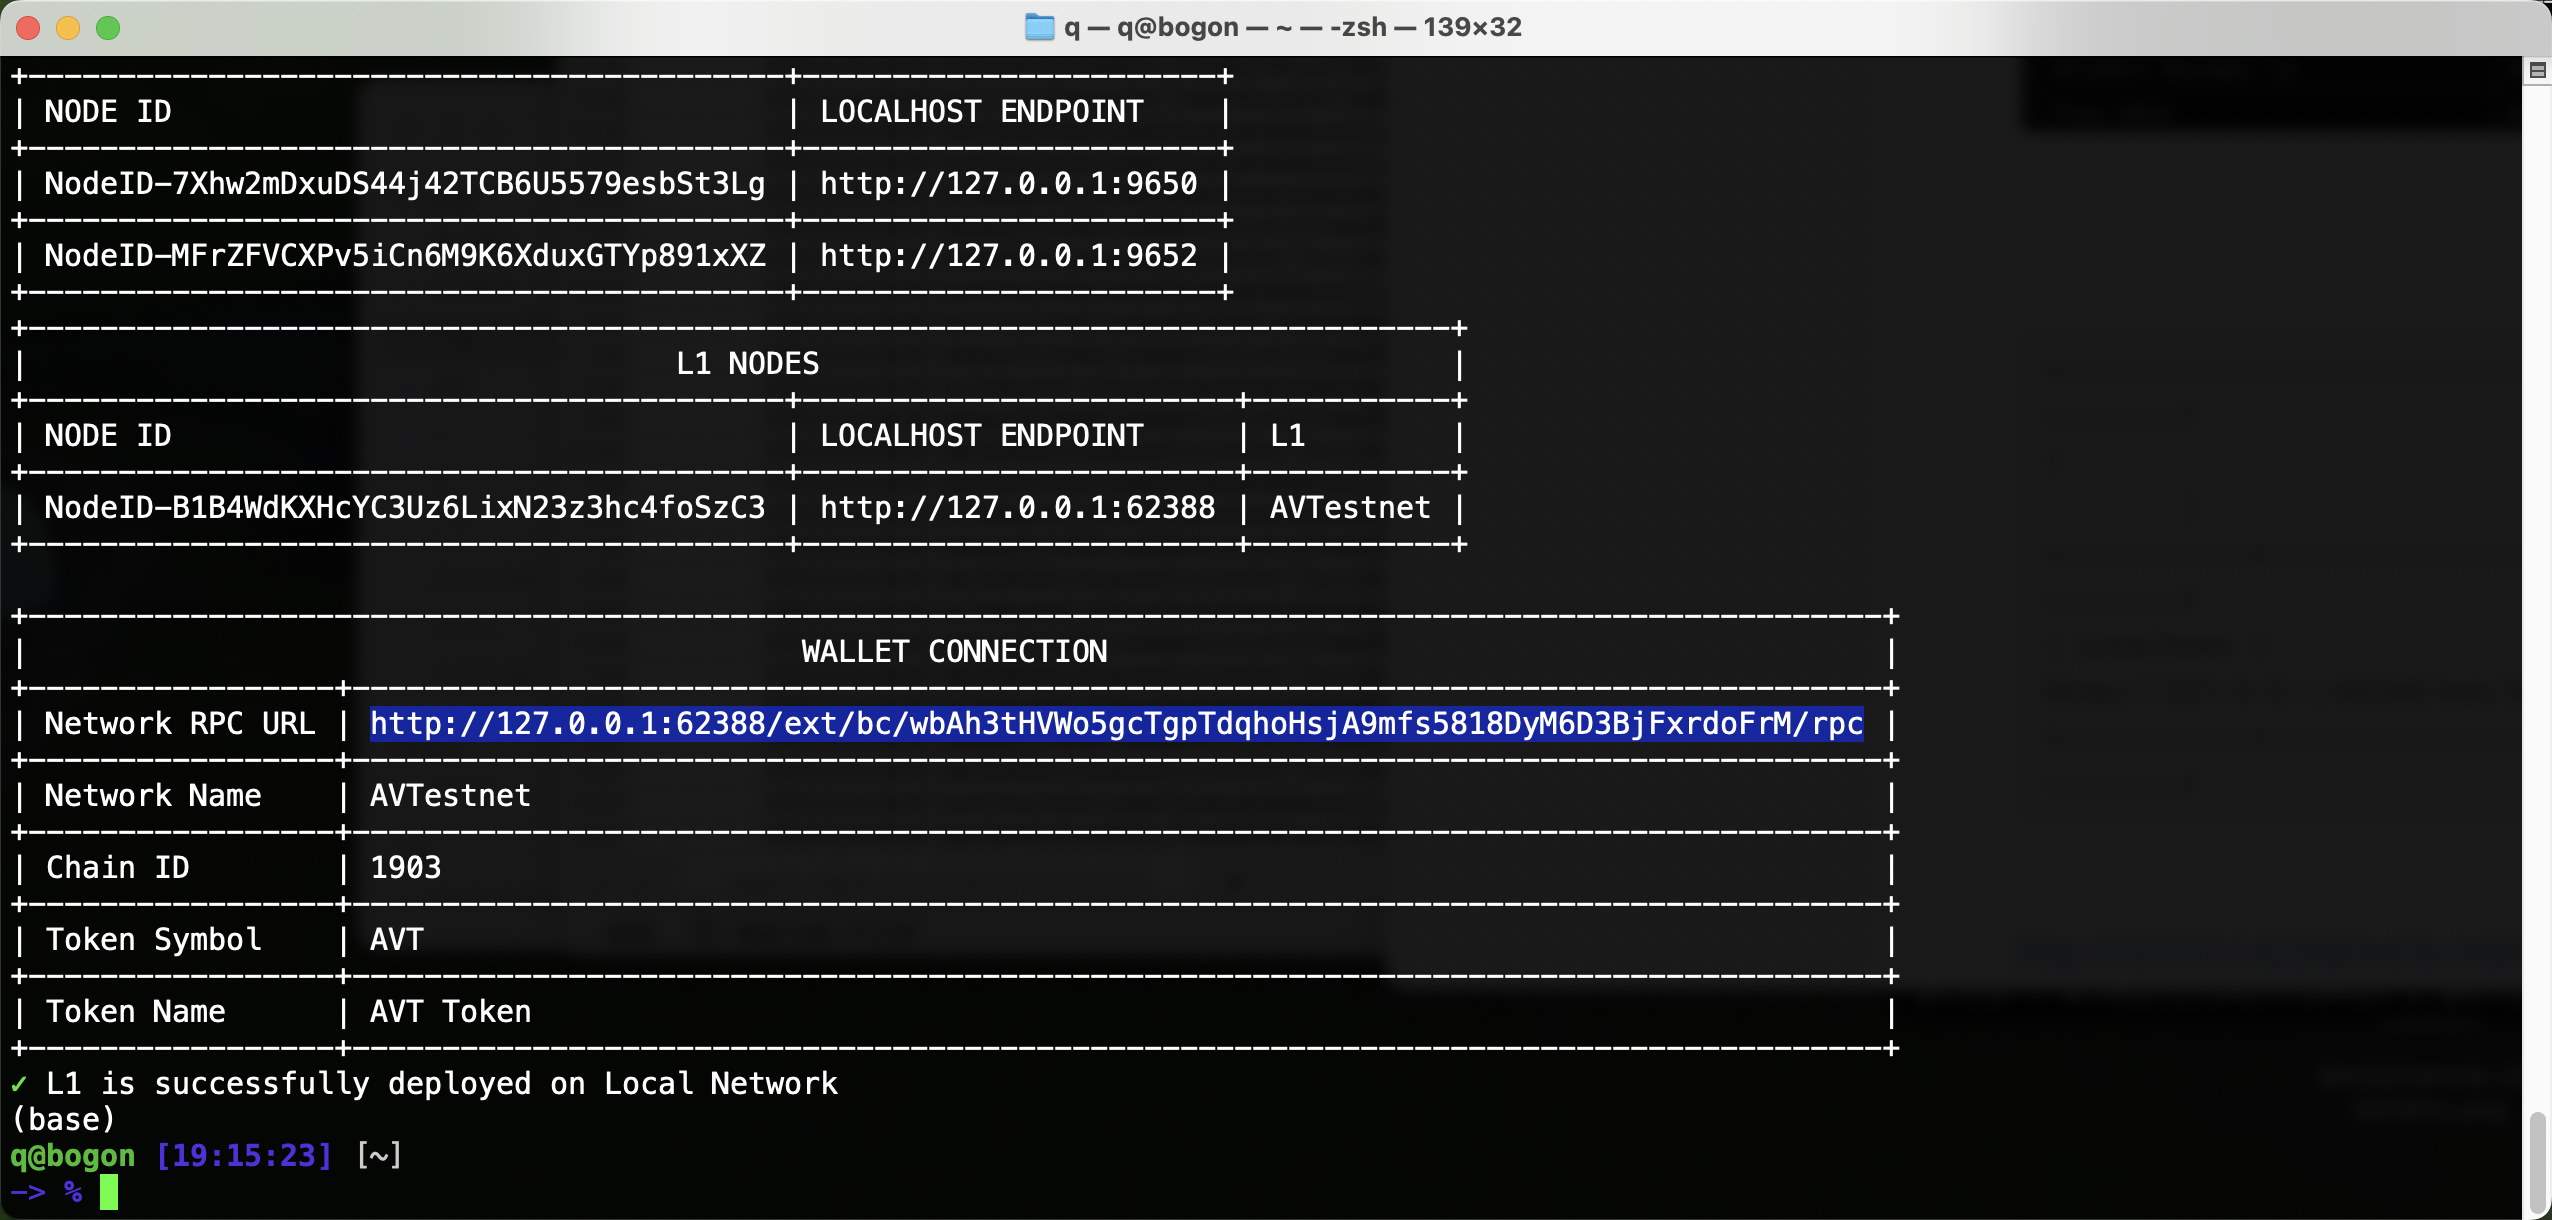 q — q@bogon — ~ — -zsh — 139×32
NODE ID | LOCALHOST ENDPOINT
NodeID-7Xhw2mDxuDS44j42TCB6U5579esbSt3Lg | http://127.0.0.1:9650
NodeID-MFrZFVCXPv5iCn6M9K6XduxGTYp891xXZ | http://127.0.0.1:9652
L1 NODES
NODE ID | LOCALHOST ENDPOINT | L1
NodeID-B1B4WdKXHcYC3Uz6LixN23z3hc4foSzC3 | http://127.0.0.1:62388 | AVTestnet
WALLET CONNECTION
Network RPC URL | http://127.0.0.1:62388/ext/bc/wbAh3tHVWo5gcTgpTdqhoHsjA9mfs5818DyM6D3BjFxrdoFrM/rpc
Network Name | AVTestnet
Chain ID | 1903
Token Symbol | AVT
Token Name | AVT Token
✓ L1 is successfully deployed on Local Network
(base)
q@bogon [19:15:23] [~]
—> %